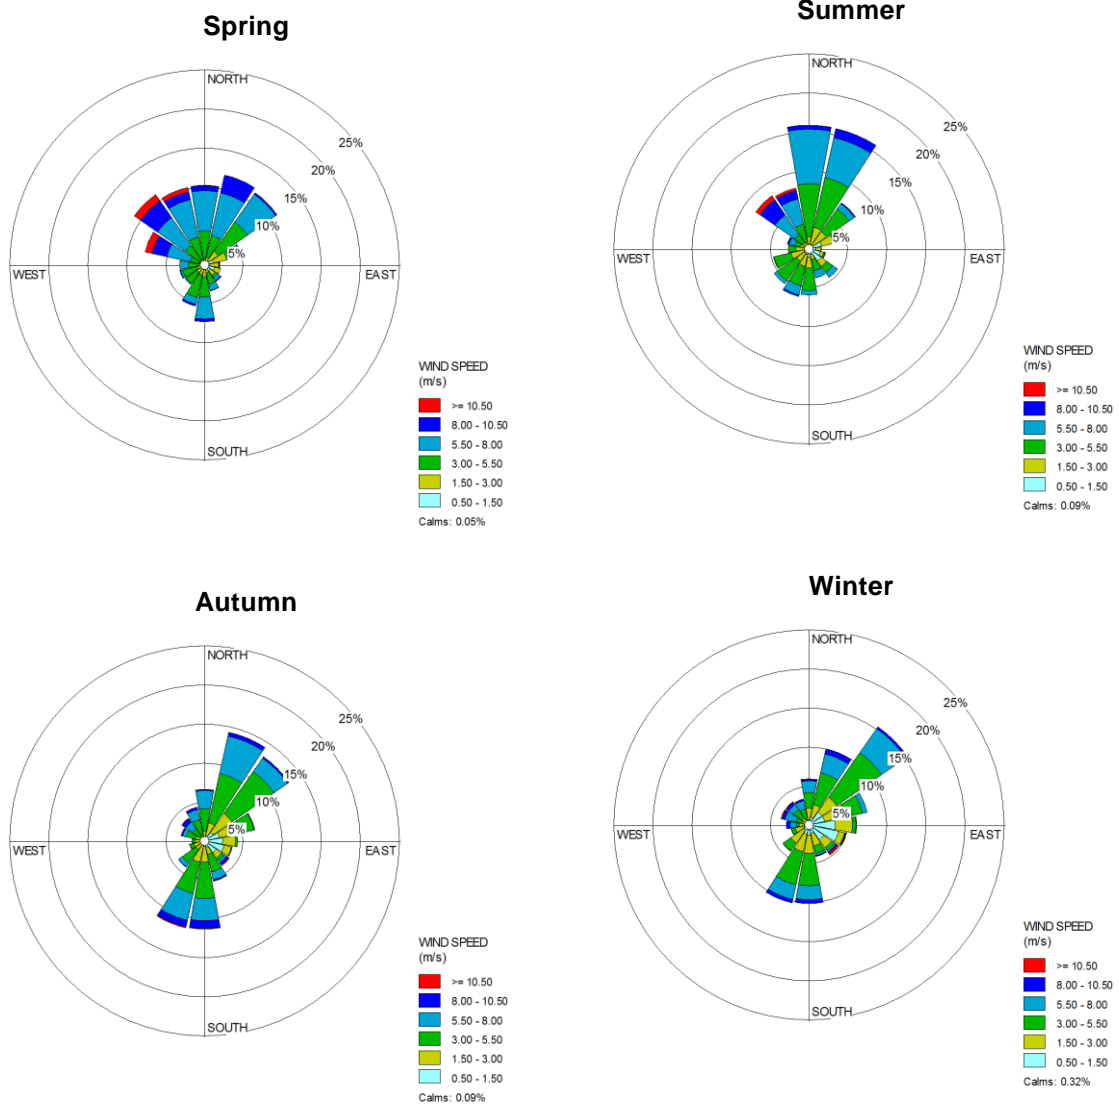 Spring
NORTH
25%
20%
15%
10%
5%
WEST
EAST
SOUTH
WIND SPEED
(m/s)
>= 10.50
8.00 - 10.50
5.50 - 8.00
3.00 - 5.50
1.50 - 3.00
0.50 - 1.50
Calms: 0.05%
Summer
NORTH
25%
20%
15%
10%
5%
WEST
EAST
SOUTH
WIND SPEED
(m/s)
>= 10.50
8.00 - 10.50
5.50 - 8.00
3.00 - 5.50
1.50 - 3.00
0.50 - 1.50
Calms: 0.09%
Autumn
NORTH
25%
20%
15%
10%
5%
WEST
EAST
SOUTH
WIND SPEED
(m/s)
>= 10.50
8.00 - 10.50
5.50 - 8.00
3.00 - 5.50
1.50 - 3.00
0.50 - 1.50
Calms: 0.09%
Winter
NORTH
25%
20%
15%
10%
5%
WEST
EAST
SOUTH
WIND SPEED
(m/s)
>= 10.50
8.00 - 10.50
5.50 - 8.00
3.00 - 5.50
1.50 - 3.00
0.50 - 1.50
Calms: 0.32%